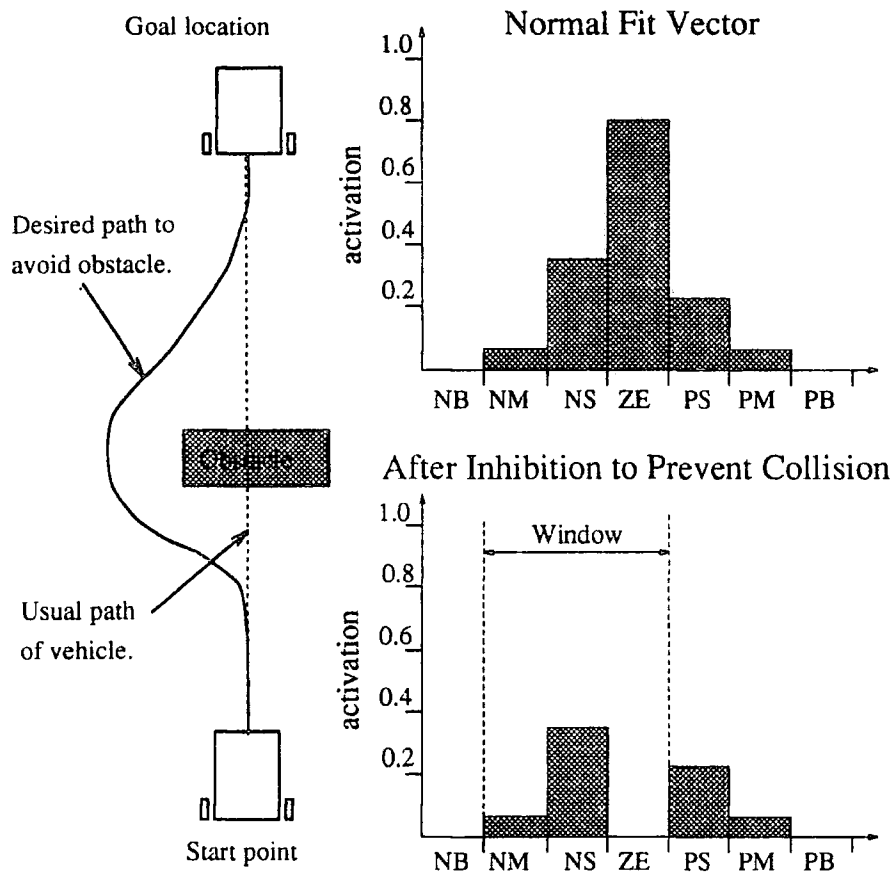 Goal location
Desired path to
avoid obstacle.
Usual path
of vehicle.
Start point
Normal Fit Vector
activation
1.0
0.8
0.6
0.4
0.2
NB NM NS ZE PS PM PB
After Inhibition to Prevent Collision
Window
activation
1.0
0.8
0.6
0.4
0.2
NB NM NS ZE PS PM PB